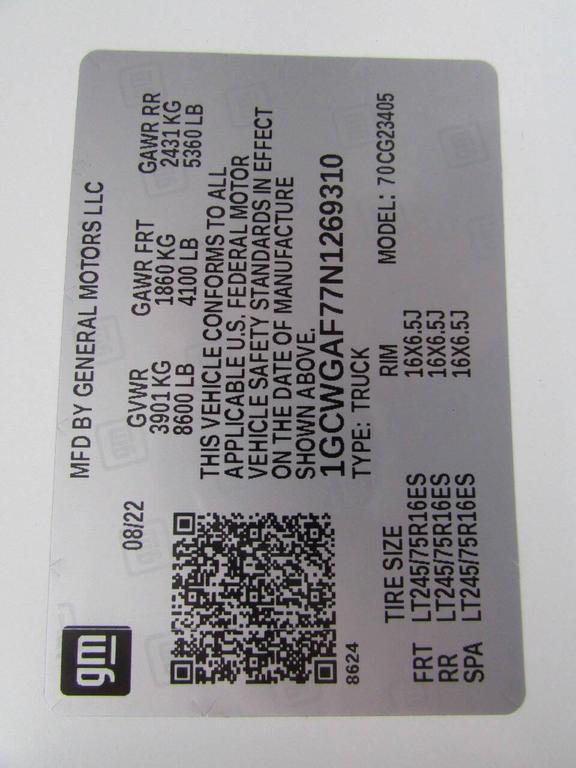 gm
MFD BY GENERAL MOTORS LLC
08/22
GVWR GAWR FRT GAWR RR
3901 KG 1860 KG 2431 KG
8600 LB 4100 LB 5360 LB
THIS VEHICLE CONFORMS TO ALL
APPLICABLE U.S. FEDERAL MOTOR
VEHICLE SAFETY STANDARDS IN EFFECT
ON THE DATE OF MANUFACTURE
SHOWN ABOVE.
1GCWGAF77N1269310
TYPE: TRUCK MODEL: 70CG23405
8624
TIRE SIZE RIM
FRT LT245/75R16ES 16X6.5J
RR LT245/75R16ES 16X6.5J
SPA LT245/75R16ES 16X6.5J